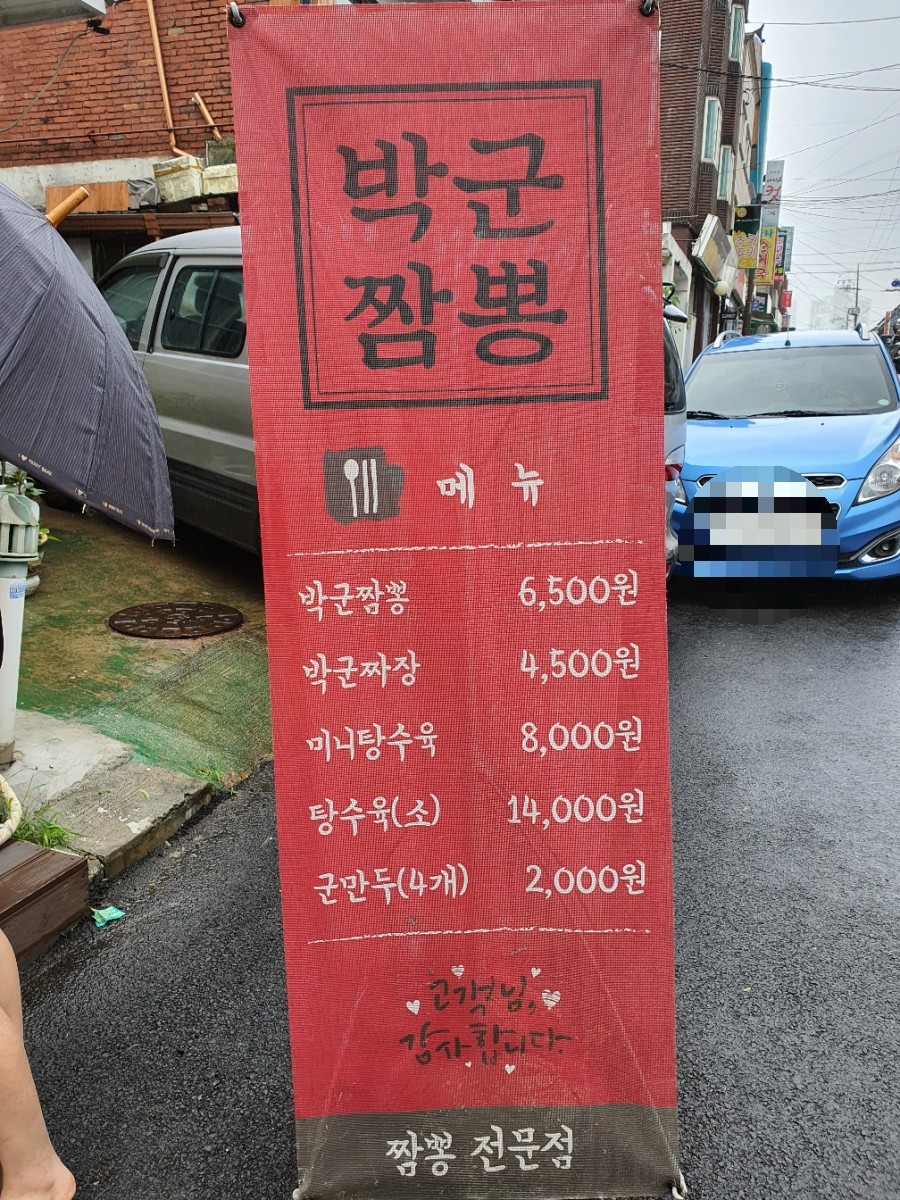 박군
짬뽕
메뉴
박군짬뽕 6,500원
박군짜장 4,500원
미니탕수육 8,000원
탕수육(소) 14,000원
군만두(4개) 2,000원
고객님,
감사합니다.
짬뽕 전문점